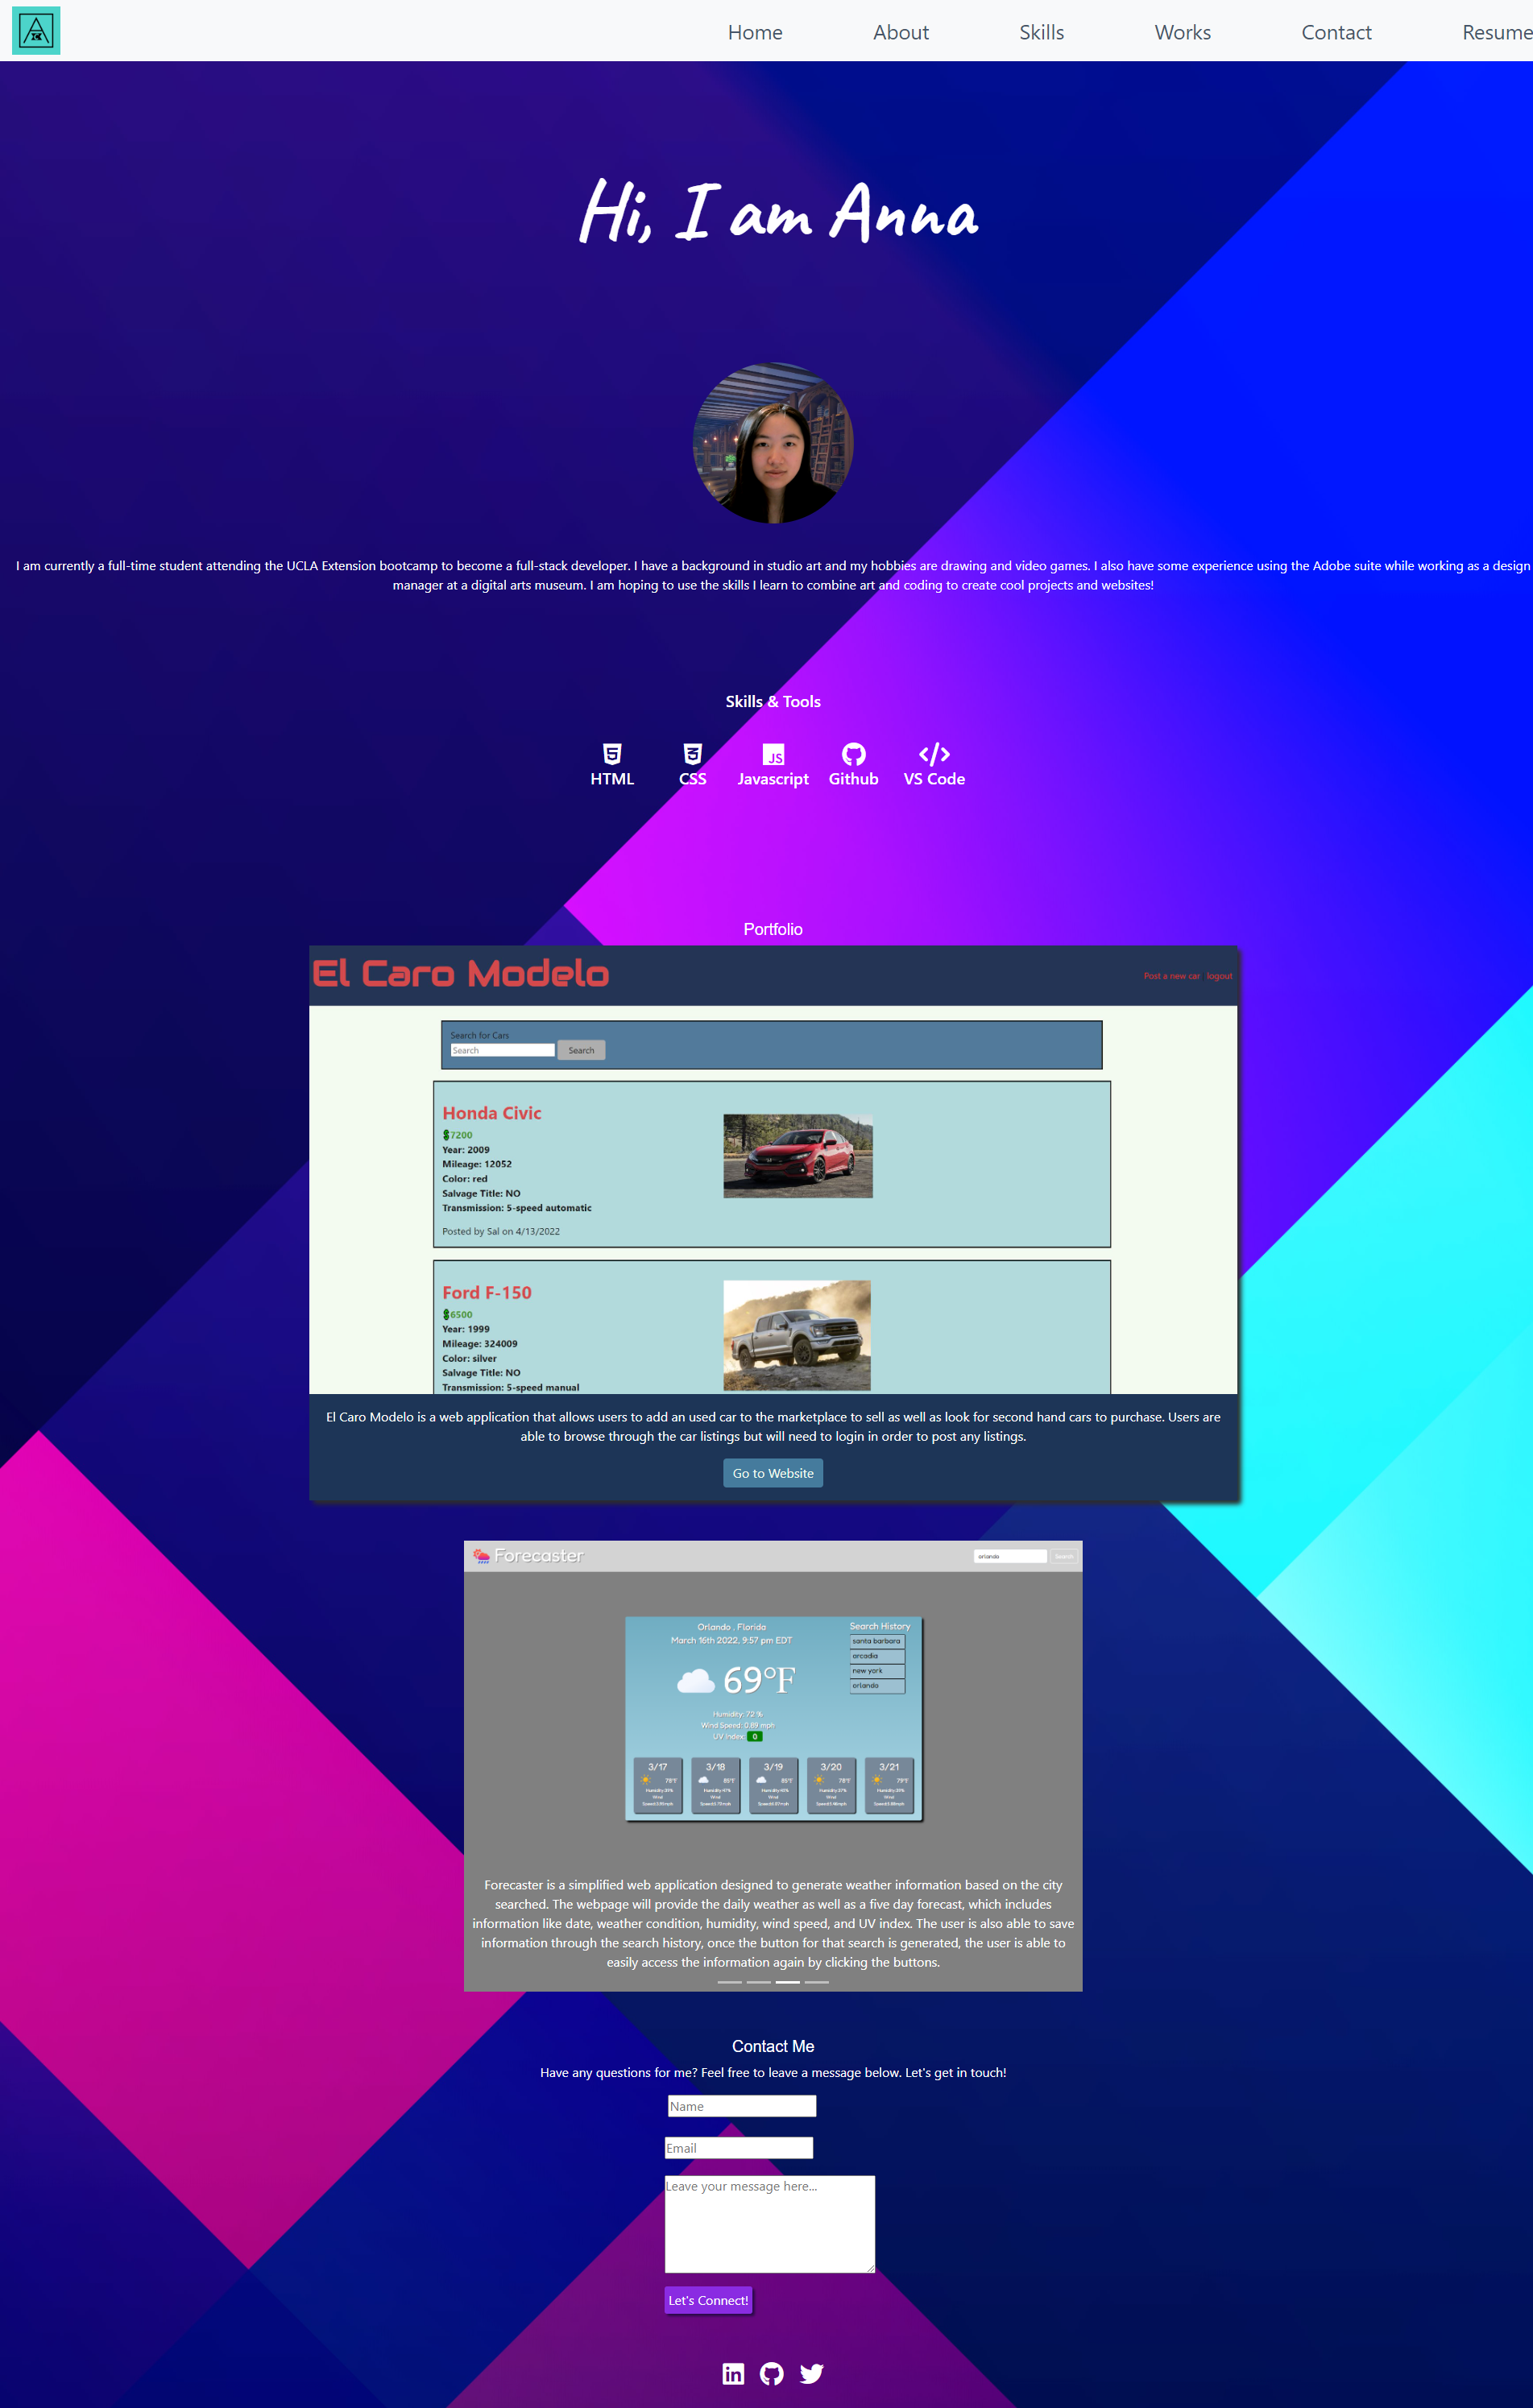 Home About Skills Works Contact Resume
Hi, I am Anna
I am currently a full-time student attending the UCLA Extension bootcamp to become a full-stack developer. I have a background in studio art and my hobbies are drawing and video games. I also have some experience using the Adobe suite while working as a design
manager at a digital arts museum. I am hoping to use the skills I learn to combine art and coding to create cool projects and websites!
Skills & Tools
HTML CSS Javascript Github VS Code
Portfolio
El Caro Modelo
Post a new car logout
Search for Cars
Search Search
Honda Civic
$7200
Year: 2009
Mileage: 12052
Color: red
Salvage Title: NO
Transmission: 5-speed automatic
Posted by Sal on 4/13/2022
Ford F-150
$6500
Year: 1999
Mileage: 324009
Color: silver
Salvage Title: NO
Transmission: 5-speed manual
El Caro Modelo is a web application that allows users to add an used car to the marketplace to sell as well as look for second hand cars to purchase. Users are
able to browse through the car listings but will need to login in order to post any listings.
Go to Website
Forecaster
orlando Search
Orlando , Florida
March 16th 2022, 9:57 pm EDT
69°F
Humidity: 72 %
Wind Speed: 0.89 mph
UV Index: 0
Search History
santa barbara
arcadia
new york
orlando
3/17 3/18 3/19 3/20 3/21
Forecaster is a simplified web application designed to generate weather information based on the city
searched. The webpage will provide the daily weather as well as a five day forecast, which includes
information like date, weather condition, humidity, wind speed, and UV index. The user is also able to save
information through the search history, once the button for that search is generated, the user is able to
easily access the information again by clicking the buttons.
Contact Me
Have any questions for me? Feel free to leave a message below. Let's get in touch!
Name
Email
Leave your message here...
Let's Connect!